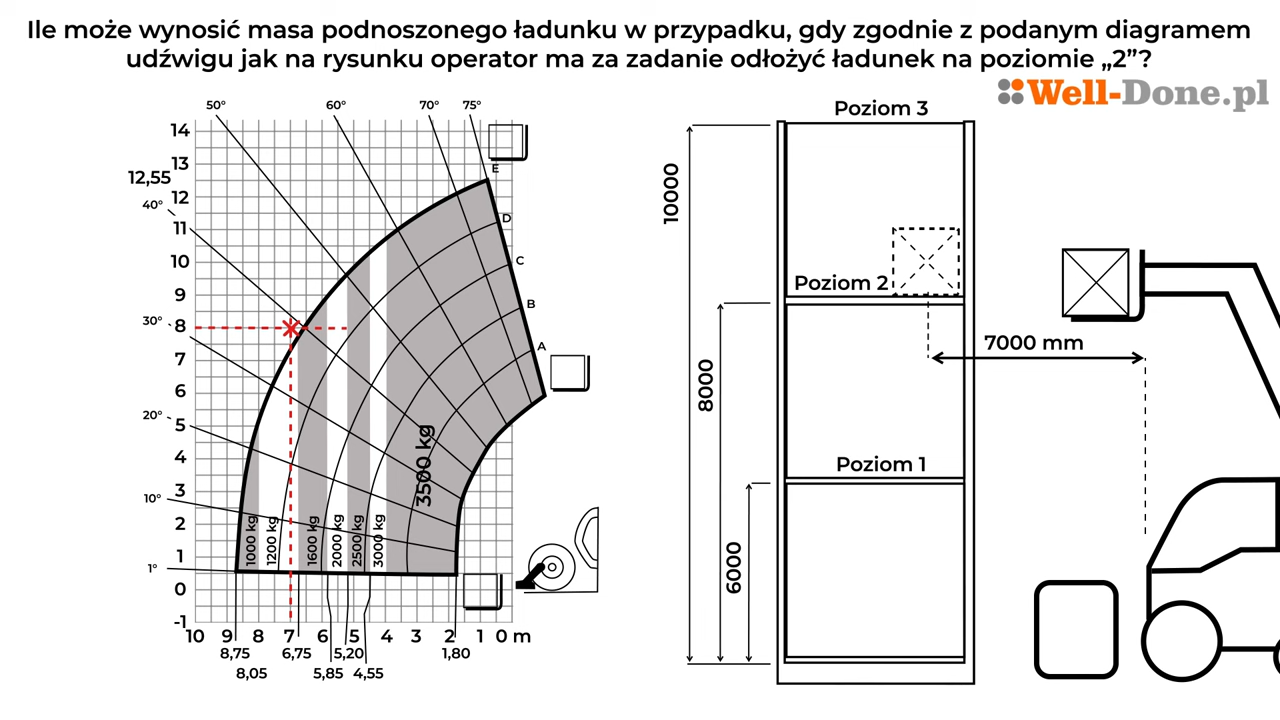 Ile może wynosić masa podnoszonego ładunku w przypadku, gdy zgodnie z podanym diagramem
udźwigu jak na rysunku operator ma za zadanie odłożyć ładunek na poziomie „2”?
Well-Done.pl
50° 60° 70° 75°
14
13
12,55
12
40°
11
10
9
8
30°
7
6
20°
5
4
10°
3
2
1
1°
0
-1
E
D
C
B
A
1000 kg
1200 kg
1600 kg
2000 kg
2500 kg
3000 kg
3500 kg
10 9 8 7 6 5 4 3 2 1 0 m
8,75 6,75 5,20 1,80
8,05 5,85 4,55
Poziom 3
10000
Poziom 2
7000 mm
8000
Poziom 1
6000